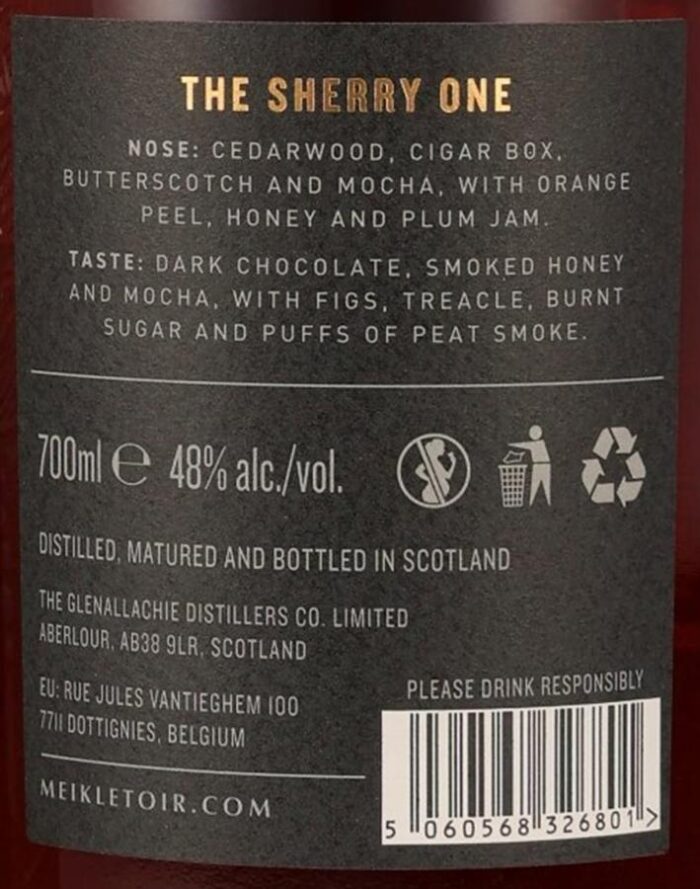 THE SHERRY ONE
NOSE: CEDARWOOD, CIGAR BOX,
BUTTERSCOTCH AND MOCHA, WITH ORANGE
PEEL, HONEY AND PLUM JAM.
TASTE: DARK CHOCOLATE, SMOKED HONEY
AND MOCHA, WITH FIGS, TREACLE, BURNT
SUGAR AND PUFFS OF PEAT SMOKE.
700ml ℮ 48% alc./vol.
DISTILLED, MATURED AND BOTTLED IN SCOTLAND
THE GLENALLACHIE DISTILLERS CO. LIMITED
ABERLOUR, AB38 9LR, SCOTLAND
EU: RUE JULES VANTIEGHEM 100
7711 DOTTIGNIES, BELGIUM
MEIKLETOIR.COM
PLEASE DRINK RESPONSIBLY
5 060568 326801 >